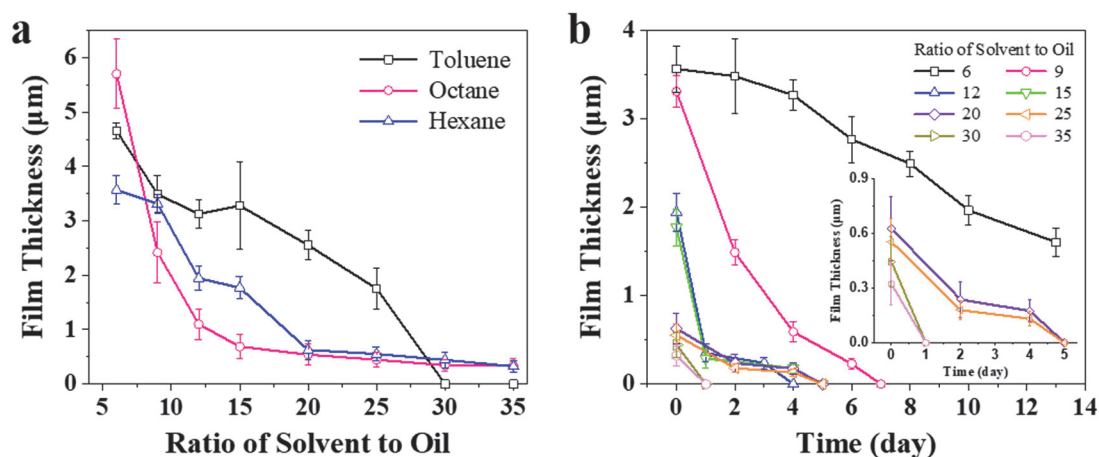 a
6
5
4
3
2
1
0
Film Thickness (μm)
Toluene
Octane
Hexane
5 10 15 20 25 30 35
Ratio of Solvent to Oil
b
4
3
2
1
0
Film Thickness (μm)
Ratio of Solvent to Oil
6 9
12 15
20 25
30 35
0.9
0.6
0.3
0.0
Film Thickness (μm)
0 1 2 3 4 5
Time (day)
0 2 4 6 8 10 12 14
Time (day)